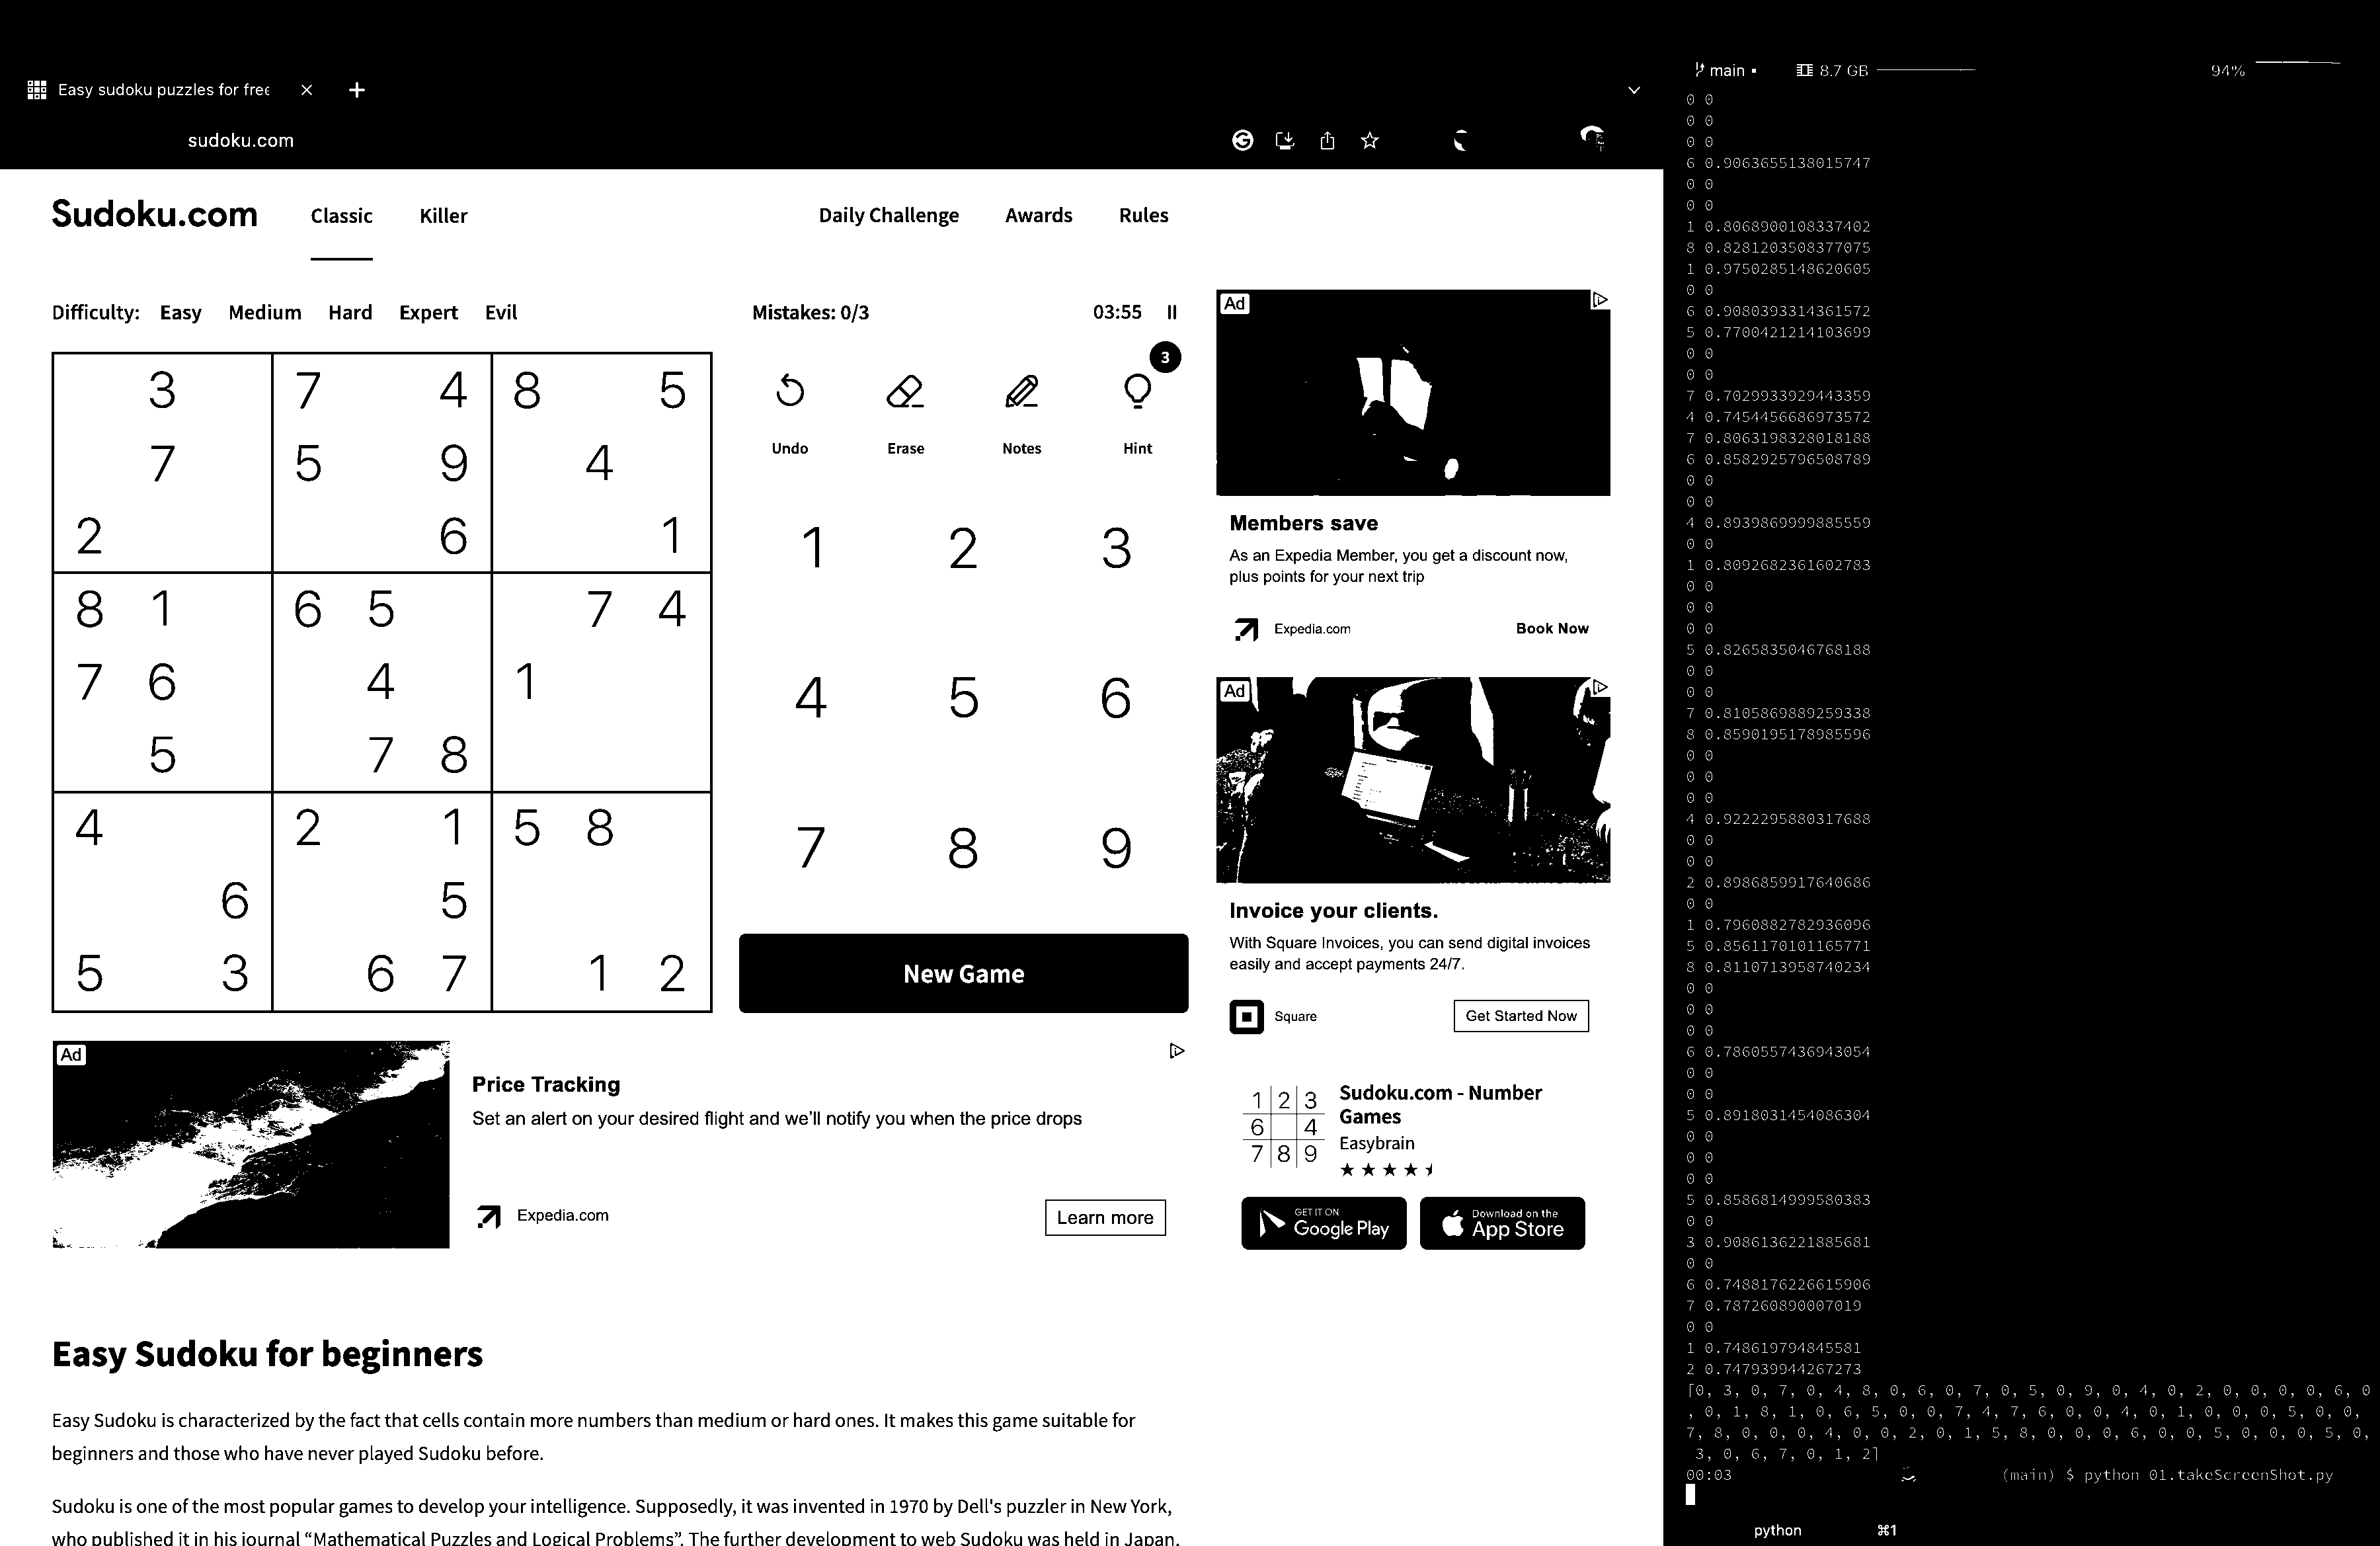 Easy sudoku puzzles for free
sudoku.com
Sudoku.com Classic Killer Daily Challenge Awards Rules
Difficulty: Easy Medium Hard Expert Evil
Mistakes: 0/3 03:55
3 7 4 8 5
7 5 9 4
2 6 1
8 1 6 5 7 4
7 6 4 1
5 7 8
4 2 1 5 8
6 5
5 3 6 7 1 2
3
Undo Erase Notes Hint
1 2 3
4 5 6
7 8 9
New Game
Ad
Members save
As an Expedia Member, you get a discount now,
plus points for your next trip
Expedia.com Book Now
Ad
Invoice your clients.
With Square Invoices, you can send digital invoices
easily and accept payments 24/7.
Square Get Started Now
Ad
Price Tracking
Set an alert on your desired flight and we'll notify you when the price drops
Expedia.com Learn more
1 2 3
6 4
7 8 9
Sudoku.com - Number
Games
Easybrain
GET IT ON
Google Play
Download on the
App Store
Easy Sudoku for beginners
Easy Sudoku is characterized by the fact that cells contain more numbers than medium or hard ones. It makes this game suitable for
beginners and those who have never played Sudoku before.
Sudoku is one of the most popular games to develop your intelligence. Supposedly, it was invented in 1970 by Dell's puzzler in New York,
who published it in his journal “Mathematical Puzzles and Logical Problems”. The further development to web Sudoku was held in Japan,
main 8.7 GB 94%
0 0
0 0
0 0
6 0.9063655138015747
0 0
0 0
1 0.8068900108337402
8 0.8281203508377075
1 0.9750285148620605
0 0
6 0.9080393314361572
5 0.7700421214103699
0 0
0 0
7 0.7029933929443359
4 0.7454456686973572
7 0.8063198328018188
6 0.8582925796508789
0 0
0 0
4 0.8939869999885559
0 0
1 0.8092682361602783
0 0
0 0
0 0
5 0.8265835046768188
0 0
0 0
7 0.8105869889259338
8 0.8590195178985596
0 0
0 0
0 0
4 0.9222295880317688
0 0
0 0
2 0.8986859917640686
0 0
1 0.7960882782936096
5 0.8561170101165771
8 0.8110713958740234
0 0
0 0
0 0
6 0.7860557436943054
0 0
0 0
5 0.8918031454086304
0 0
0 0
0 0
5 0.8586814999580383
0 0
3 0.9086136221885681
0 0
6 0.7488176226615906
7 0.787260890007019
0 0
1 0.748619794845581
2 0.747939944267273
[0, 3, 0, 7, 0, 4, 8, 0, 6, 0, 7, 0, 5, 0, 9, 0, 4, 0, 2, 0, 0, 0, 0, 6, 0
, 0, 1, 8, 1, 0, 6, 5, 0, 0, 7, 4, 7, 6, 0, 0, 4, 0, 1, 0, 0, 0, 5, 0, 0,
7, 8, 0, 0, 0, 4, 0, 0, 2, 0, 1, 5, 8, 0, 0, 0, 6, 0, 0, 5, 0, 0, 0, 5, 0,
3, 0, 6, 7, 0, 1, 2]
00:03 (main) $ python 01.takeScreenShot.py
python ⌘1